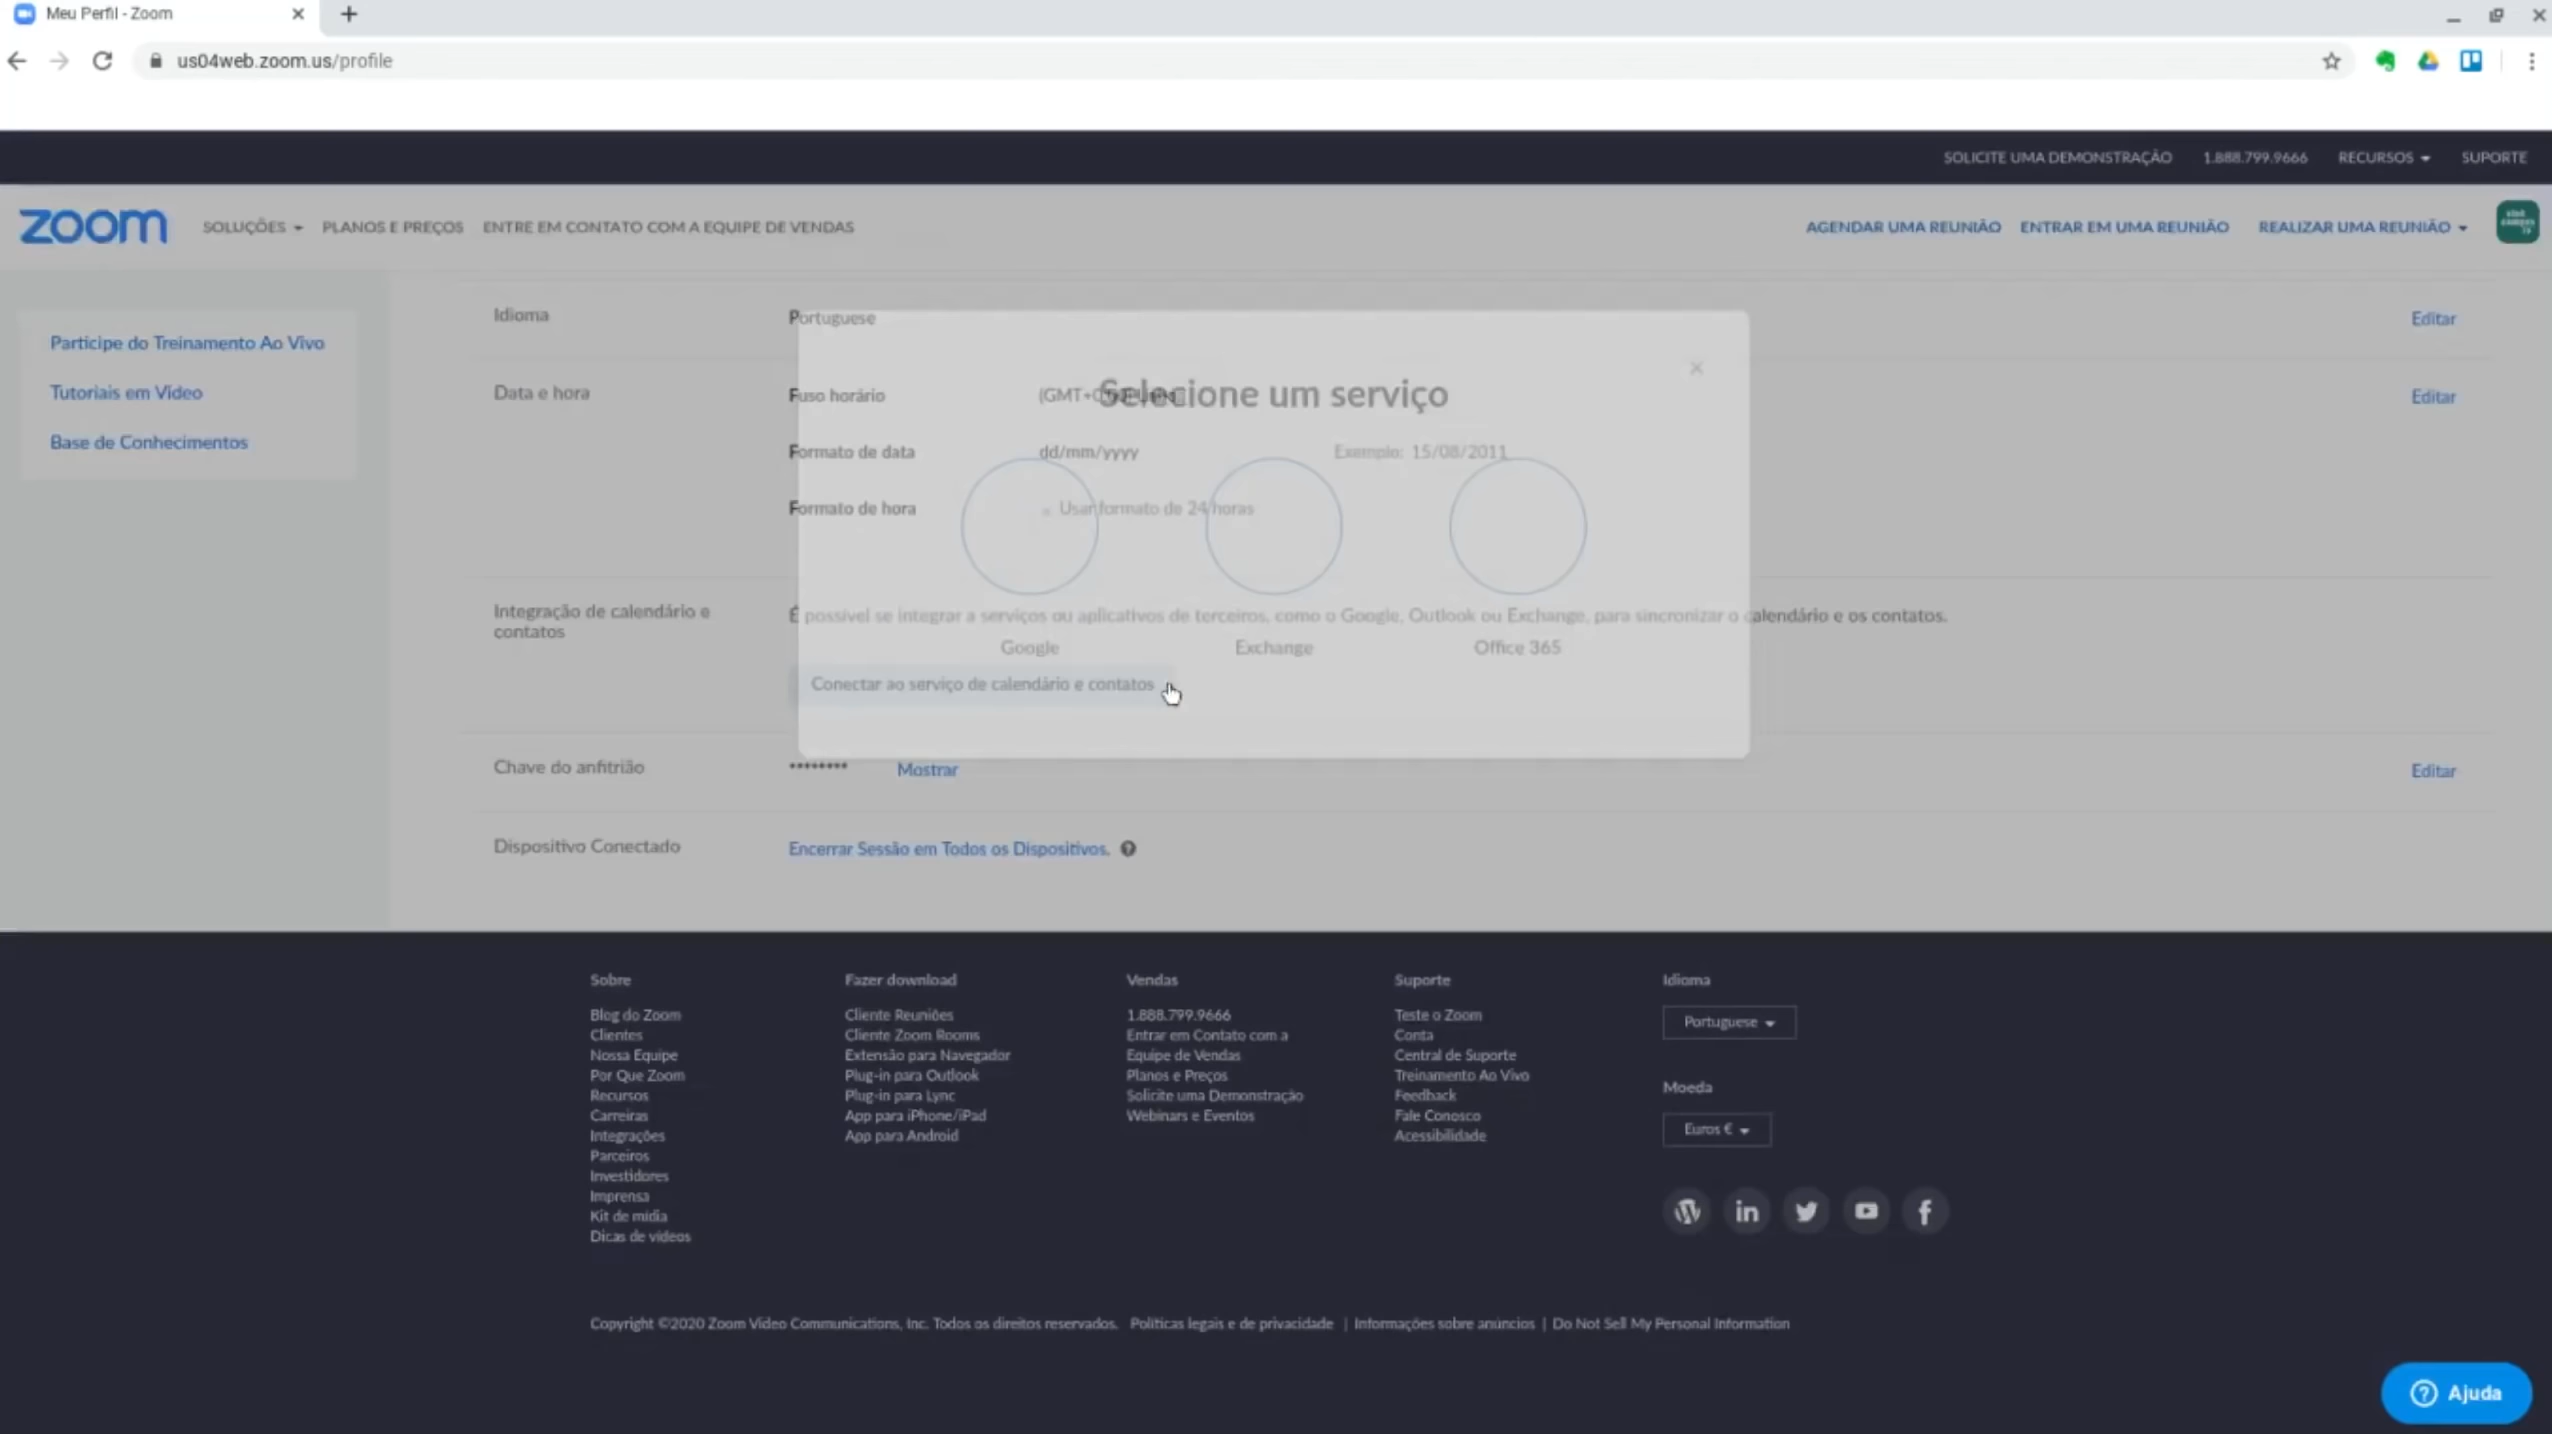 Meu Perfil - Zoom
us04web.zoom.us/profile
SOLICITE UMA DEMONSTRAÇÃO 1.888.799.9666 RECURSOS SUPORTE
zoom SOLUÇÕES PLANOS E PREÇOS ENTRE EM CONTATO COM A EQUIPE DE VENDAS AGENDAR UMA REUNIÃO ENTRAR EM UMA REUNIÃO REALIZAR UMA REUNIÃO
Participe do Treinamento Ao Vivo
Tutoriais em Vídeo
Base de Conhecimentos
Idioma Portuguese Editar
Selecione um serviço
Data e hora Fuso horário (GMT+ Editar
Formato de data dd/mm/yyyy Exemplo: 15/08/2011
Formato de hora Usar formato de 24 horas
Integração de calendário e
contatos
É possível se integrar a serviços ou aplicativos de terceiros, como o Google, Outlook ou Exchange, para sincronizar o calendário e os contatos.
Google Exchange Office 365
Conectar ao serviço de calendário e contatos
Chave do anfitrião ******** Mostrar Editar
Dispositivo Conectado Encerrar Sessão em Todos os Dispositivos.
Sobre
Blog do Zoom
Clientes
Nossa Equipe
Por Que Zoom
Recursos
Carreiras
Integrações
Parceiros
Investidores
Imprensa
Kit de mídia
Dicas de vídeos
Fazer download
Cliente Reuniões
Cliente Zoom Rooms
Extensão para Navegador
Plug-in para Outlook
Plug-in para Lync
App para iPhone/iPad
App para Android
Vendas
1.888.799.9666
Entrar em Contato com a
Equipe de Vendas
Planos e Preços
Solicite uma Demonstração
Webinars e Eventos
Suporte
Teste o Zoom
Conta
Central de Suporte
Treinamento Ao Vivo
Feedback
Fale Conosco
Acessibilidade
Idioma
Portuguese
Moeda
Euros €
Copyright ©2020 Zoom Video Communications, Inc. Todos os direitos reservados. Políticas legais e de privacidade | Informações sobre anúncios | Do Not Sell My Personal Information
Ajuda